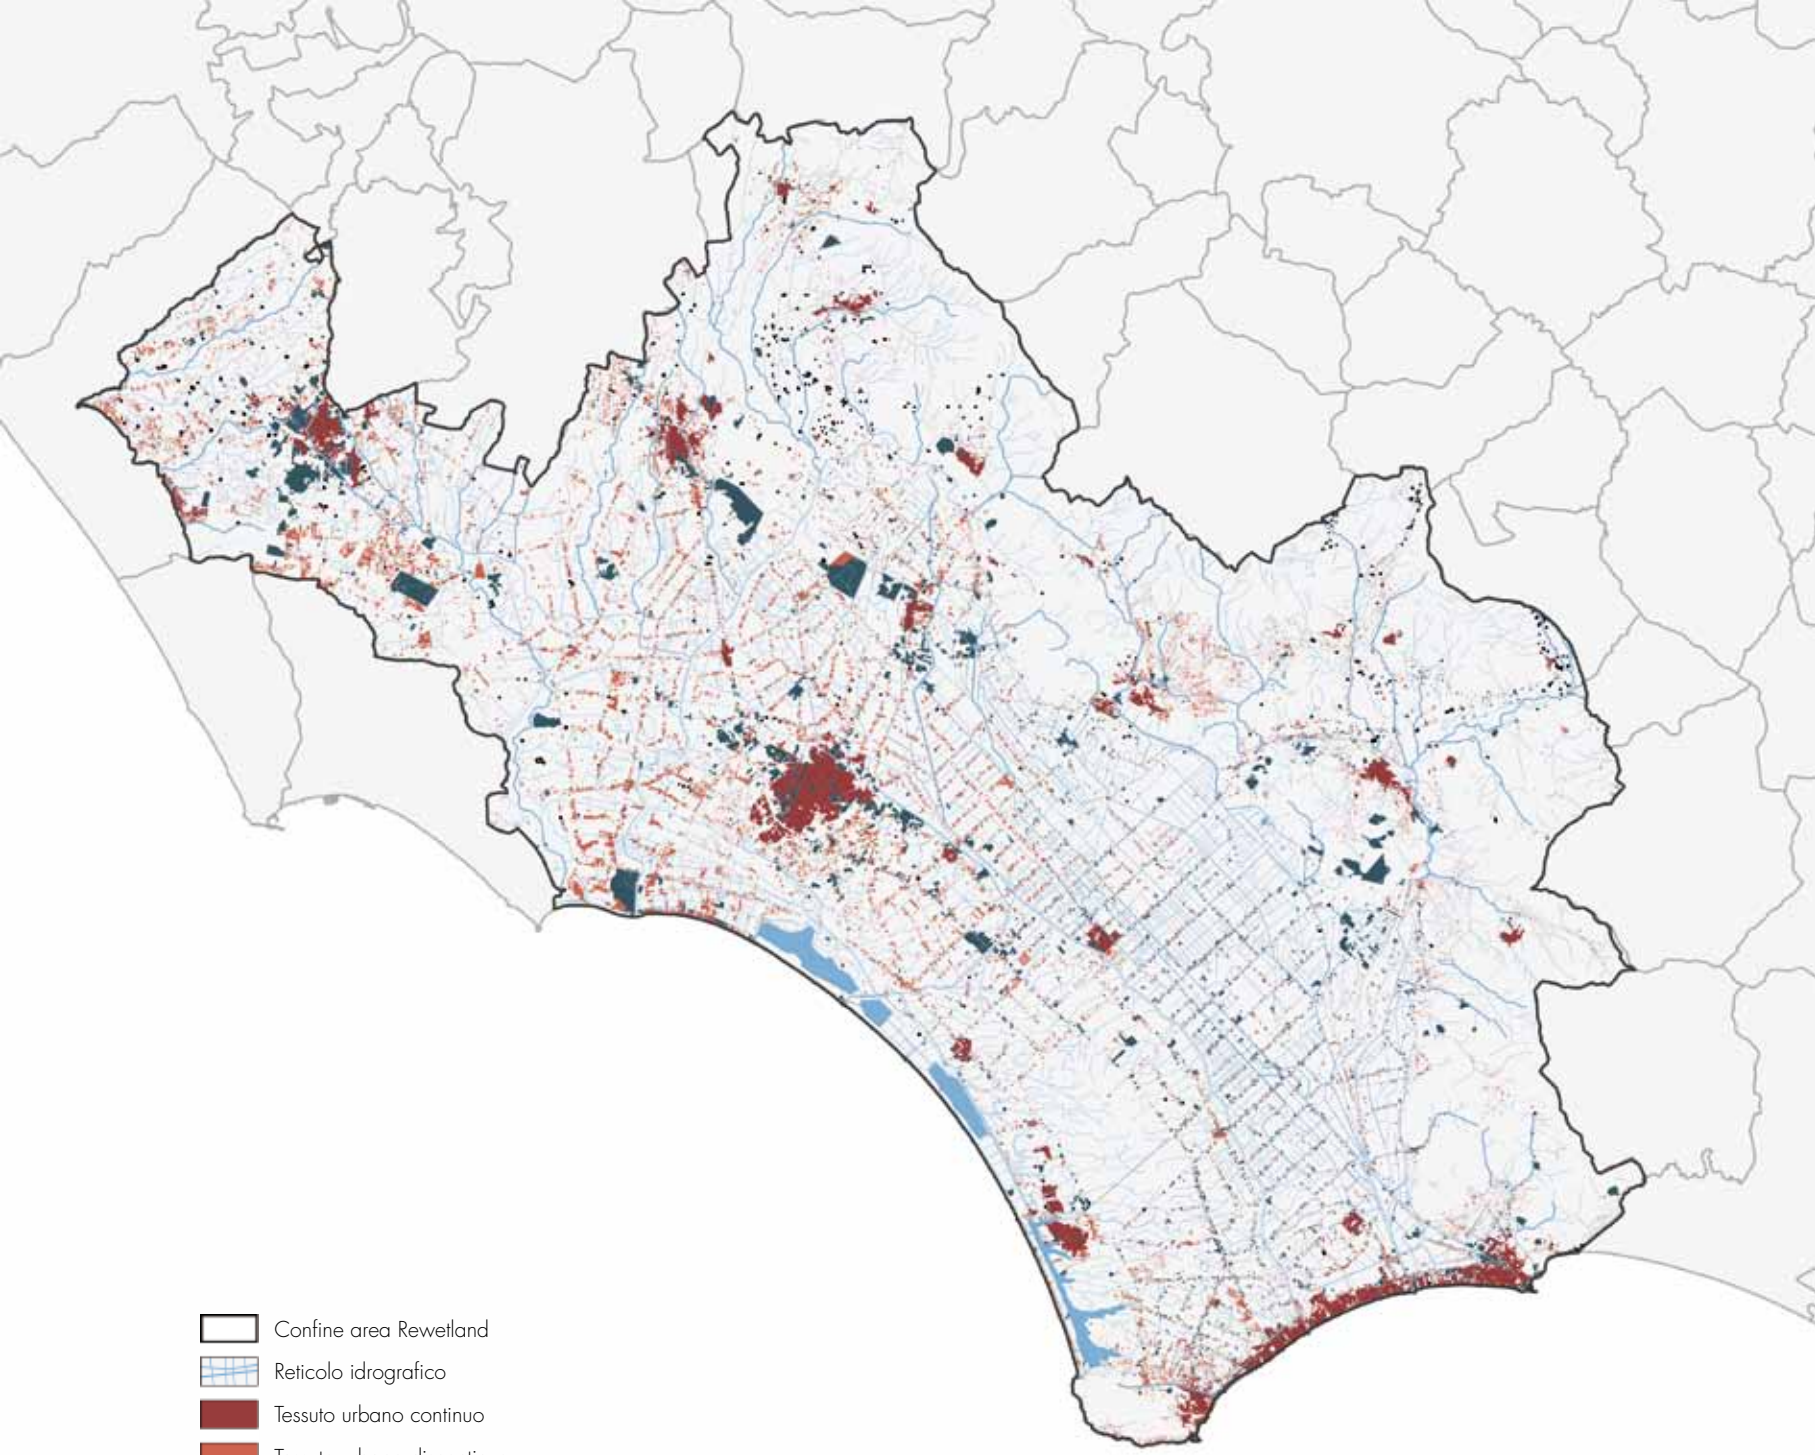 Confine area Rewetland
Reticolo idrografico
Tessuto urbano continuo